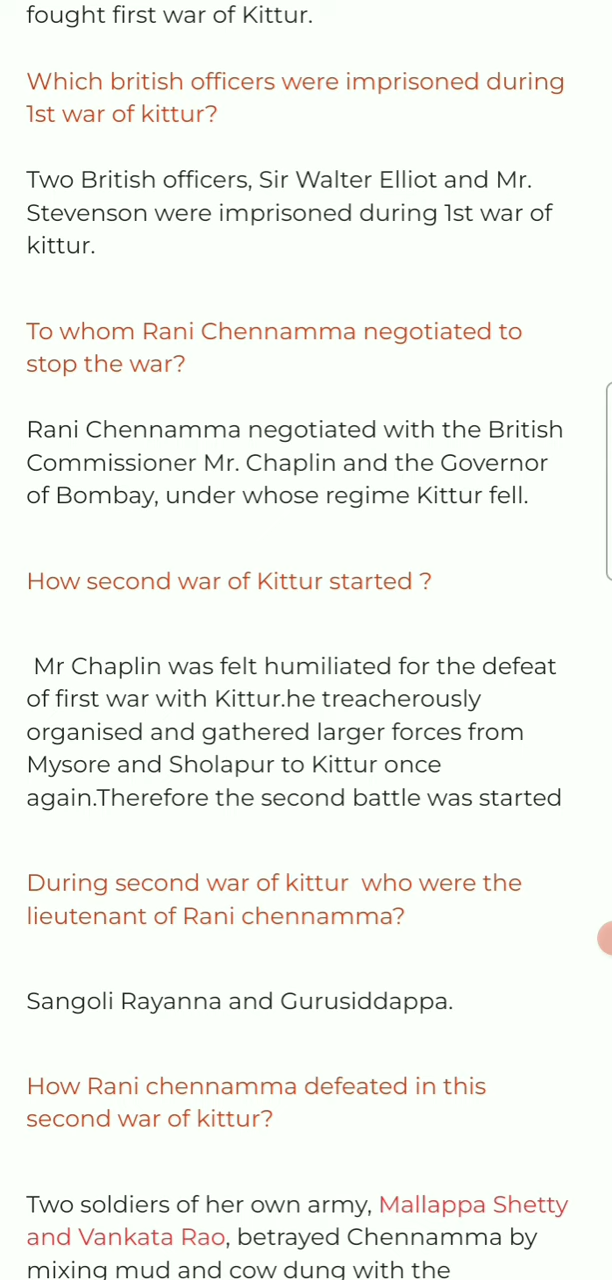 fought first war of Kittur.
Which british officers were imprisoned during
1st war of kittur?
Two British officers, Sir Walter Elliot and Mr.
Stevenson were imprisoned during 1st war of
kittur.
To whom Rani Chennamma negotiated to
stop the war?
Rani Chennamma negotiated with the British
Commissioner Mr. Chaplin and the Governor
of Bombay, under whose regime Kittur fell.
How second war of Kittur started ?
Mr Chaplin was felt humiliated for the defeat
of first war with Kittur.he treacherously
organised and gathered larger forces from
Mysore and Sholapur to Kittur once
again.Therefore the second battle was started
During second war of kittur  who were the
lieutenant of Rani chennamma?
Sangoli Rayanna and Gurusiddappa.
How Rani chennamma defeated in this
second war of kittur?
Two soldiers of her own army, Mallappa Shetty
and Vankata Rao, betrayed Chennamma by
mixing mud and cow dung with the